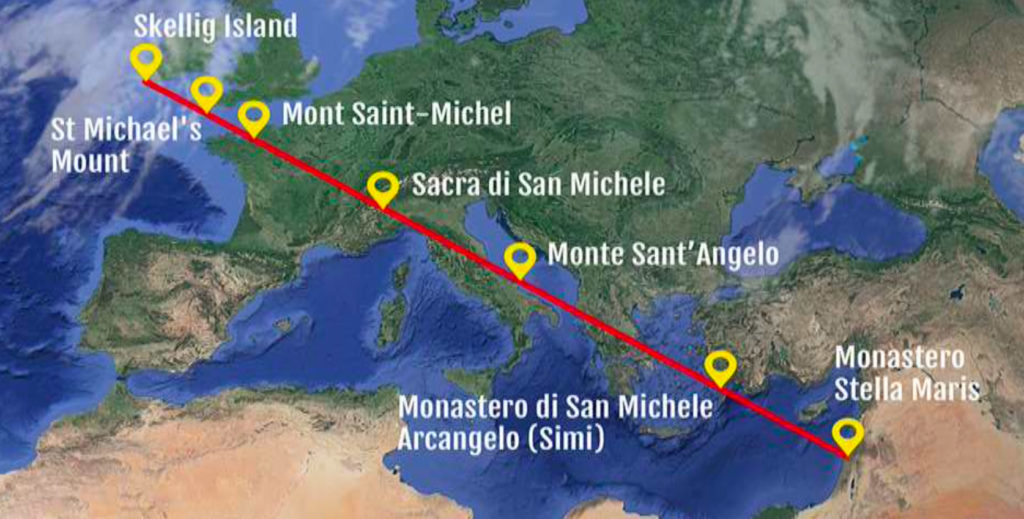 Skellig Island
St Michael's
Mount
Mont Saint-Michel
Sacra di San Michele
Monte Sant'Angelo
Monastero di San Michele
Arcangelo (Simi)
Monastero
Stella Maris